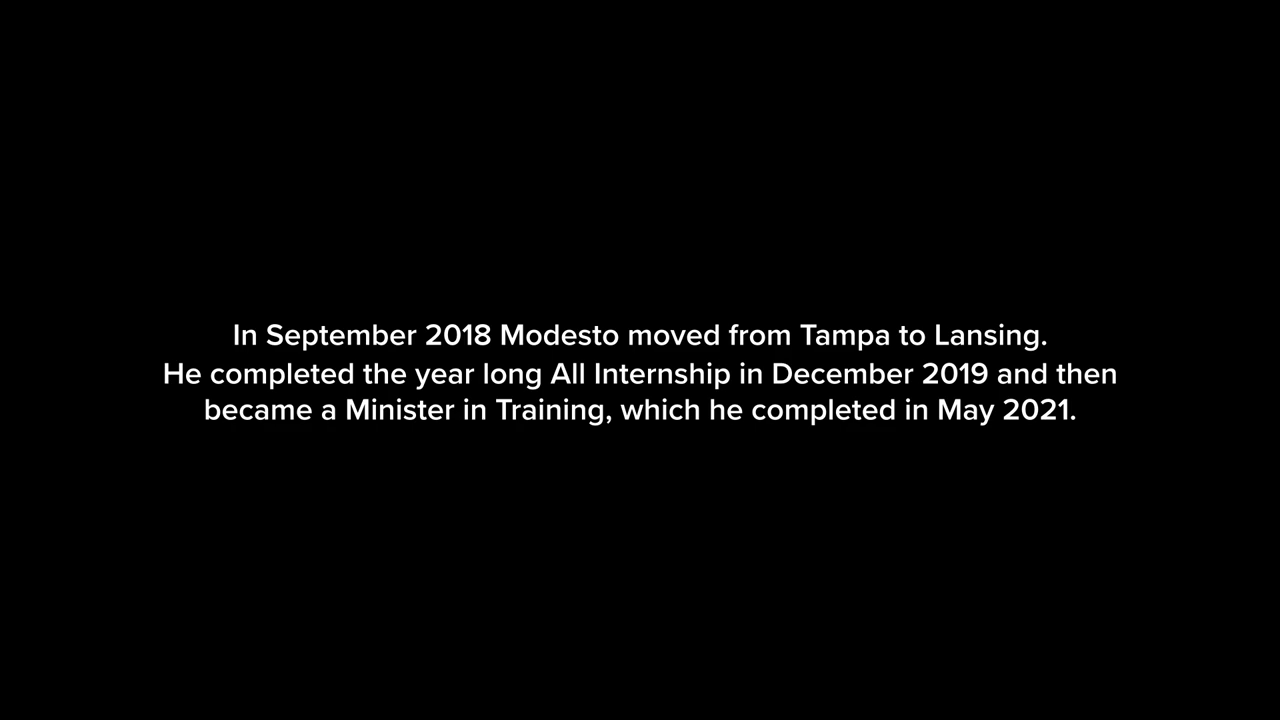 In September 2018 Modesto moved from Tampa to Lansing.
He completed the year long All Internship in December 2019 and then
became a Minister in Training, which he completed in May 2021.